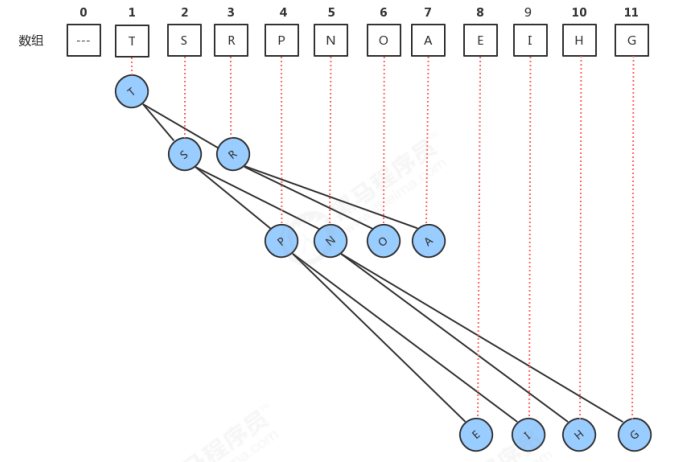 0 1 2 3 4 5 6 7 8 9 10 11
数组 --- T S R P N O A E I H G
T
S R
P N O A
E I H G